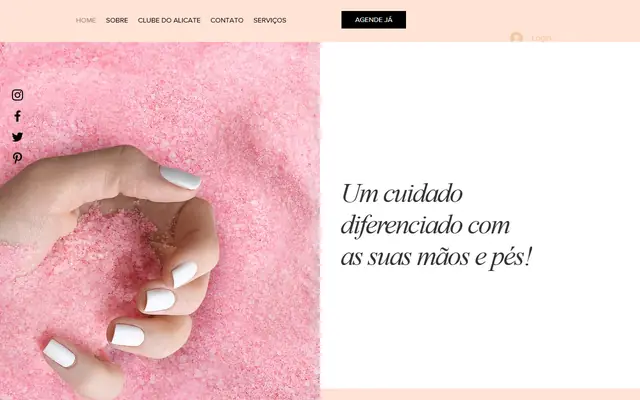 HOME SOBRE CLUBE DO ALICATE CONTATO SERVIÇOS
AGENDE JÁ
Login
Um cuidado
diferenciado com
as suas mãos e pés!